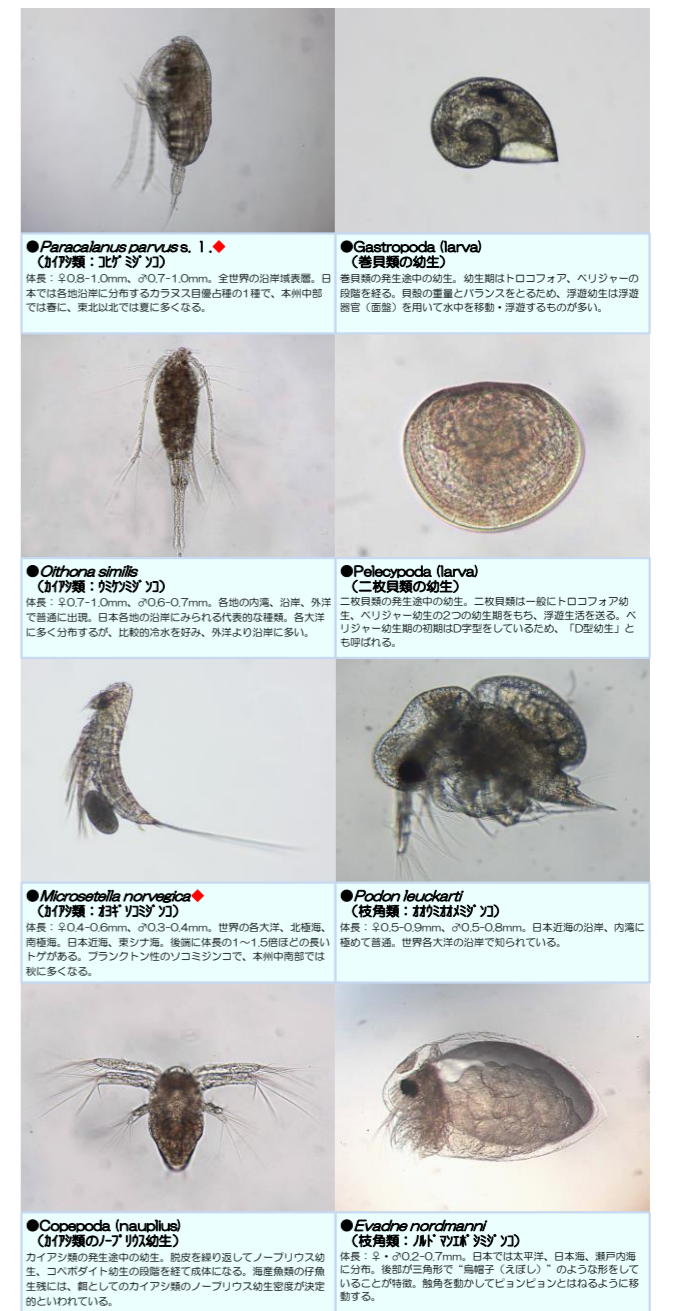 ●Paracalanus parvus s. l.◆
（ｶｲｱｼ類：ｺﾋｹﾞﾐｼﾞﾝｺ）
体長：♀0.8-1.0mm、♂0.7-1.0mm。全世界の沿岸域表層。日
本では各地沿岸に分布するカラヌス目優占種の1種で、本州中部
では春に、東北以北では夏に多くなる。
●Gastropoda (larva)
（巻貝類の幼生）
巻貝類の発生途中の幼生。幼生期はトロコフォア、ベリジャーの
段階を経る。貝殻の重量とバランスをとるため、浮遊幼生は浮遊
器官（面盤）を用いて水中を移動・浮遊するものが多い。
●Oithona similis
（ｶｲｱｼ類：ｳﾐｹﾝﾐｼﾞﾝｺ）
体長：♀0.7-1.0mm、♂0.6-0.7mm。各地の内湾、沿岸、外洋
で普通に出現。日本各地の沿岸にみられる代表的な種類。各大洋
に多く分布するが、比較的冷水を好み、外洋より沿岸に多い。
●Pelecypoda (larva)
（二枚貝類の幼生）
二枚貝類の発生途中の幼生。二枚貝類は一般にトロコフォア幼
生、ベリジャー幼生の2つの幼生期をもち、浮遊生活を送る。ベ
リジャー幼生期の初期はD字型をしているため、「D型幼生」と
も呼ばれる。
●Microsetella norvegica◆
（ｶｲｱｼ類：ｵﾖｷﾞｿｺﾐｼﾞﾝｺ）
体長：♀0.4-0.6mm、♂0.3-0.4mm。世界の各大洋、北極海、
南極海。日本近海、東シナ海。後端に体長の1～1.5倍ほどの長い
トゲがある。プランクトン性のソコミジンコで、本州中南部では
秋に多くなる。
●Podon leuckarti
（枝角類：ｵｵｳﾐｵｵﾒﾐｼﾞﾝｺ）
体長：♀0.5-0.9mm、♂0.5-0.8mm。日本近海の沿岸、内湾に
極めて普通。世界各大洋の沿岸で知られている。
●Copepoda (nauplius)
（ｶｲｱｼ類のﾉｰﾌﾟﾘｳｽ幼生）
カイアシ類の発生途中の幼生。脱皮を繰り返してノープリウス幼
生、コペポダイト幼生の段階を経て成体になる。海産魚類の仔魚
生残には、餌としてのカイアシ類のノープリウス幼生密度が決定
的といわれている。
●Evadne nordmanni
（枝角類：ﾉﾙﾄﾞﾏﾝｴﾎﾞｼﾐｼﾞﾝｺ）
体長：♀・♂0.2-0.7mm。日本では太平洋、日本海、瀬戸内海
に分布。後部が三角形で“烏帽子（えぼし）”のような形をして
いることが特徴。触角を動かしてピョンピョンとはねるように移
動する。